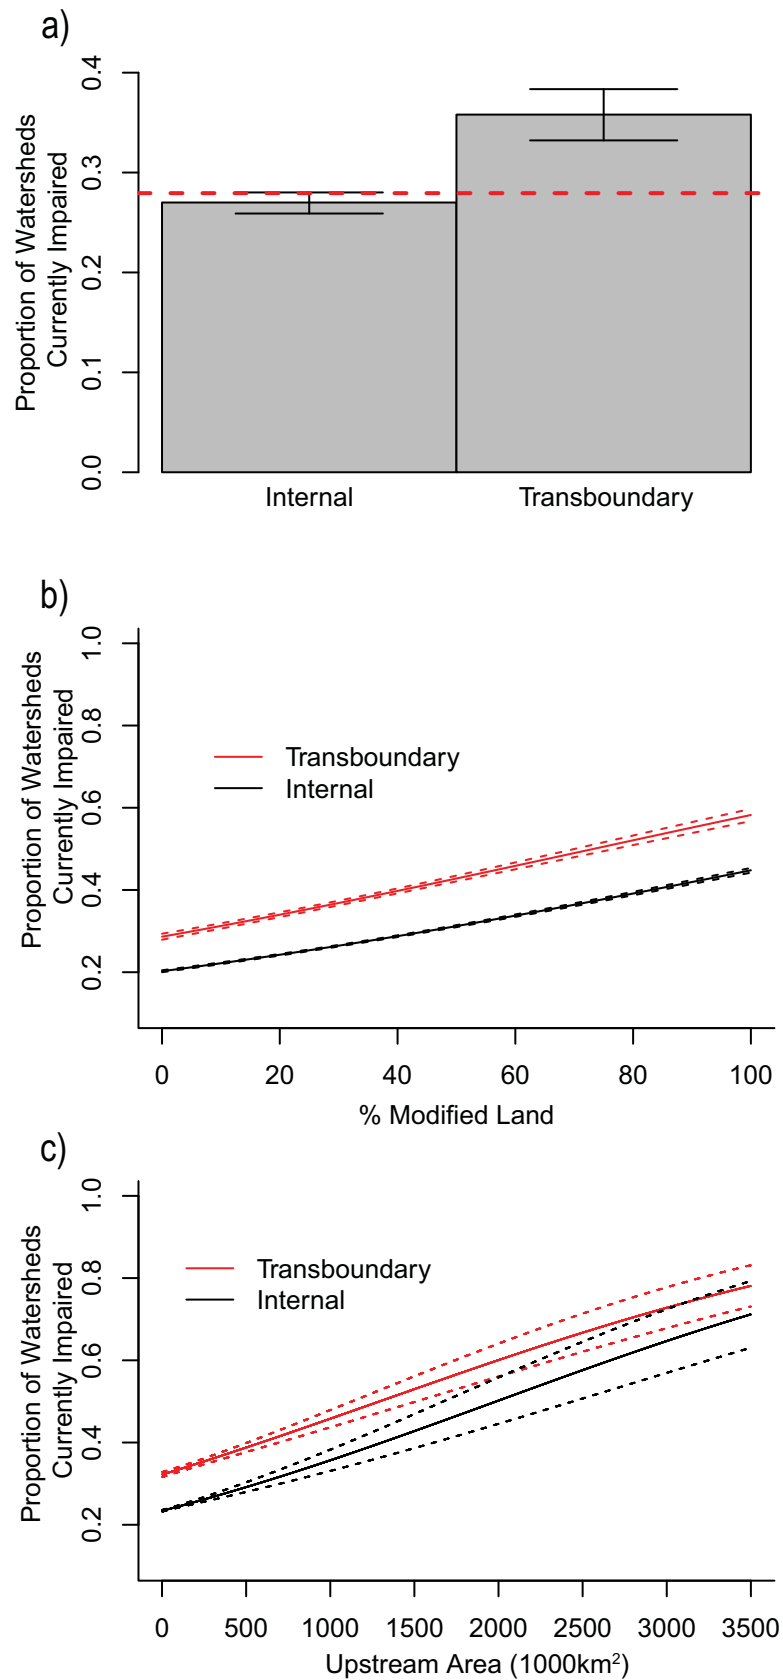 a)
Proportion of Watersheds
Currently Impaired
0.4
0.3
0.2
0.1
0.0
Internal
Transboundary
b)
Proportion of Watersheds
Currently Impaired
1.0
0.8
0.6
0.4
0.2
Transboundary
Internal
0 20 40 60 80 100
% Modified Land
c)
Proportion of Watersheds
Currently Impaired
1.0
0.8
0.6
0.4
0.2
Transboundary
Internal
0 500 1000 1500 2000 2500 3000 3500
Upstream Area (1000km²)